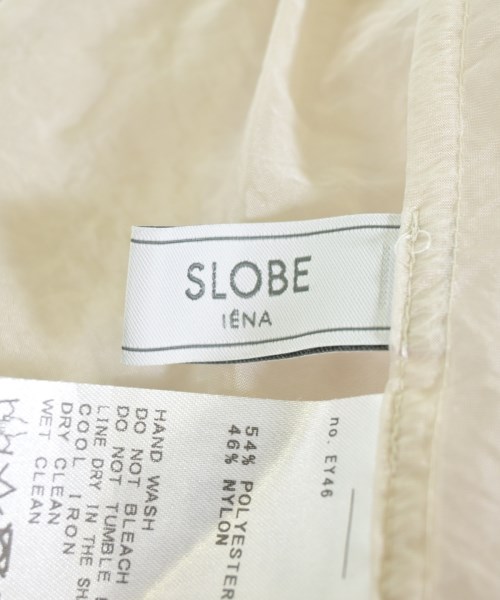 SLOBE
IÉNA
no. EY46
54% POLYESTER
46% NYLON
HAND WASH
DO NOT BLEACH
DO NOT TUMBLE
LINE DRY IN THE SH
COOL IRON
DRY CLEAN
WET CLEAN